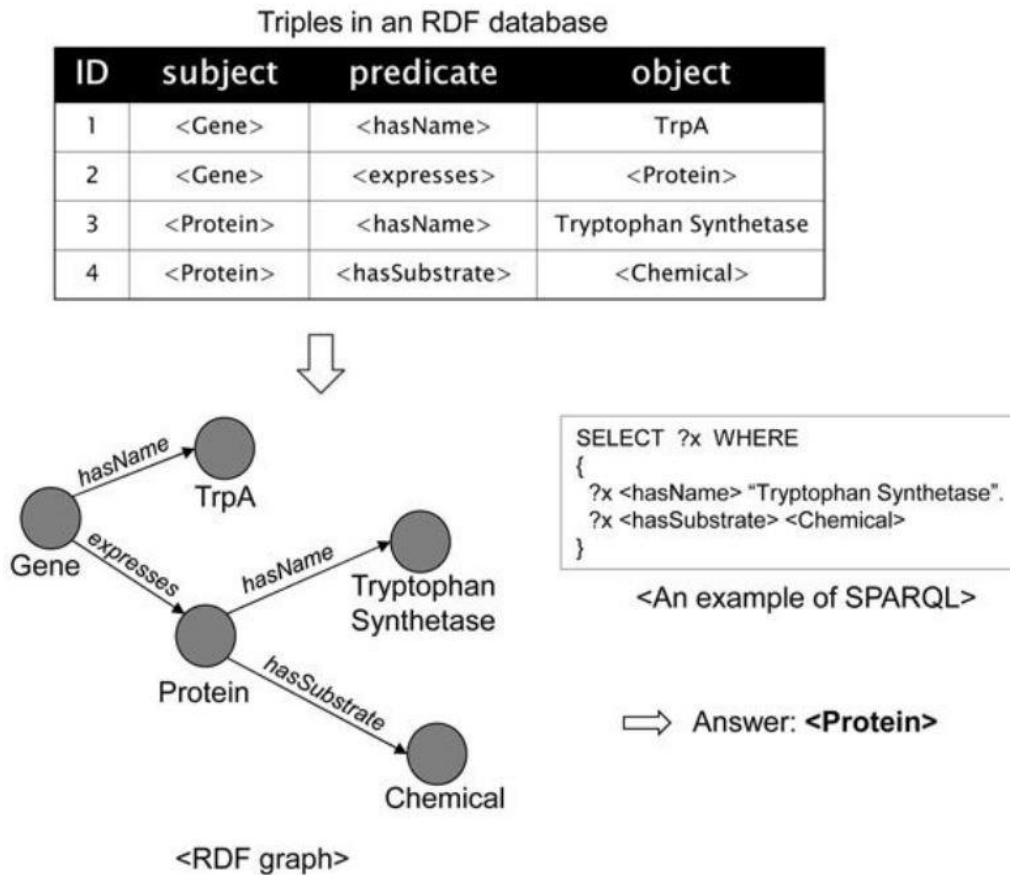 Triples in an RDF database
ID subject predicate object
1 <Gene> <hasName> TrpA
2 <Gene> <expresses> <Protein>
3 <Protein> <hasName> Tryptophan Synthetase
4 <Protein> <hasSubstrate> <Chemical>
hasName
TrpA
Gene
expresses
hasName
Tryptophan
Synthetase
Protein
hasSubstrate
Chemical
<RDF graph>
SELECT ?x WHERE
{
?x <hasName> “Tryptophan Synthetase”.
?x <hasSubstrate> <Chemical>
}
<An example of SPARQL>
Answer: <Protein>